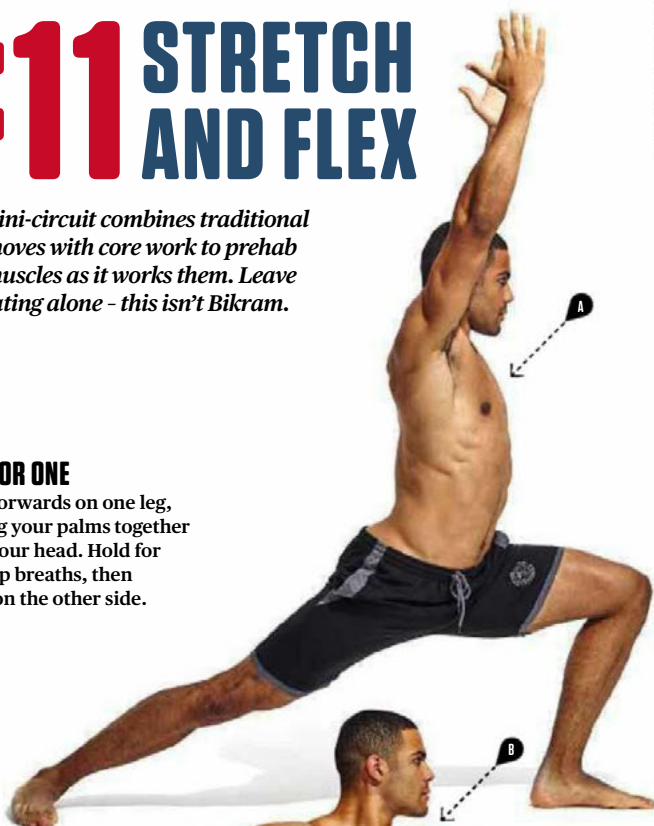 #11 STRETCH
AND FLEX
ini-circuit combines traditional
oves with core work to prehab
uscles as it works them. Leave
ting alone – this isn’t Bikram.
A
OR ONE
orwards on one leg,
g your palms together
our head. Hold for
p breaths, then
on the other side.
B